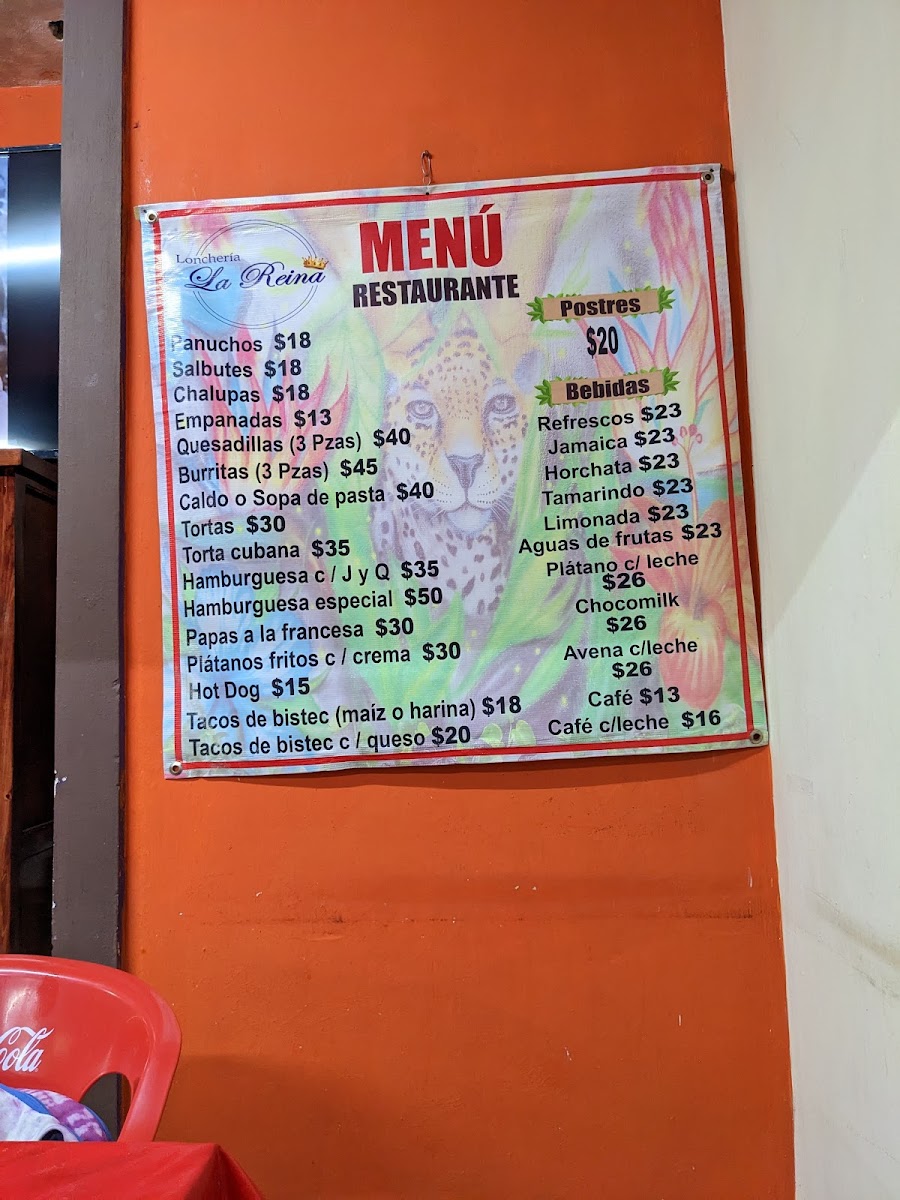 Lonchería
La Reina
MENÚ
RESTAURANTE
Panuchos $18
Salbutes $18
Chalupas $18
Empanadas $13
Quesadillas (3 Pzas) $40
Burritas (3 Pzas) $45
Caldo o Sopa de pasta $40
Tortas $30
Torta cubana $35
Hamburguesa c / J y Q $35
Hamburguesa especial $50
Papas a la francesa $30
Plátanos fritos c / crema $30
Hot Dog $15
Tacos de bistec (maíz o harina) $18
Tacos de bistec c / queso $20
Postres
$20
Bebidas
Refrescos $23
Jamaica $23
Horchata $23
Tamarindo $23
Limonada $23
Aguas de frutas $23
Plátano c/ leche
$26
Chocomilk
$26
Avena c/leche
$26
Café $13
Café c/leche $16
Cola